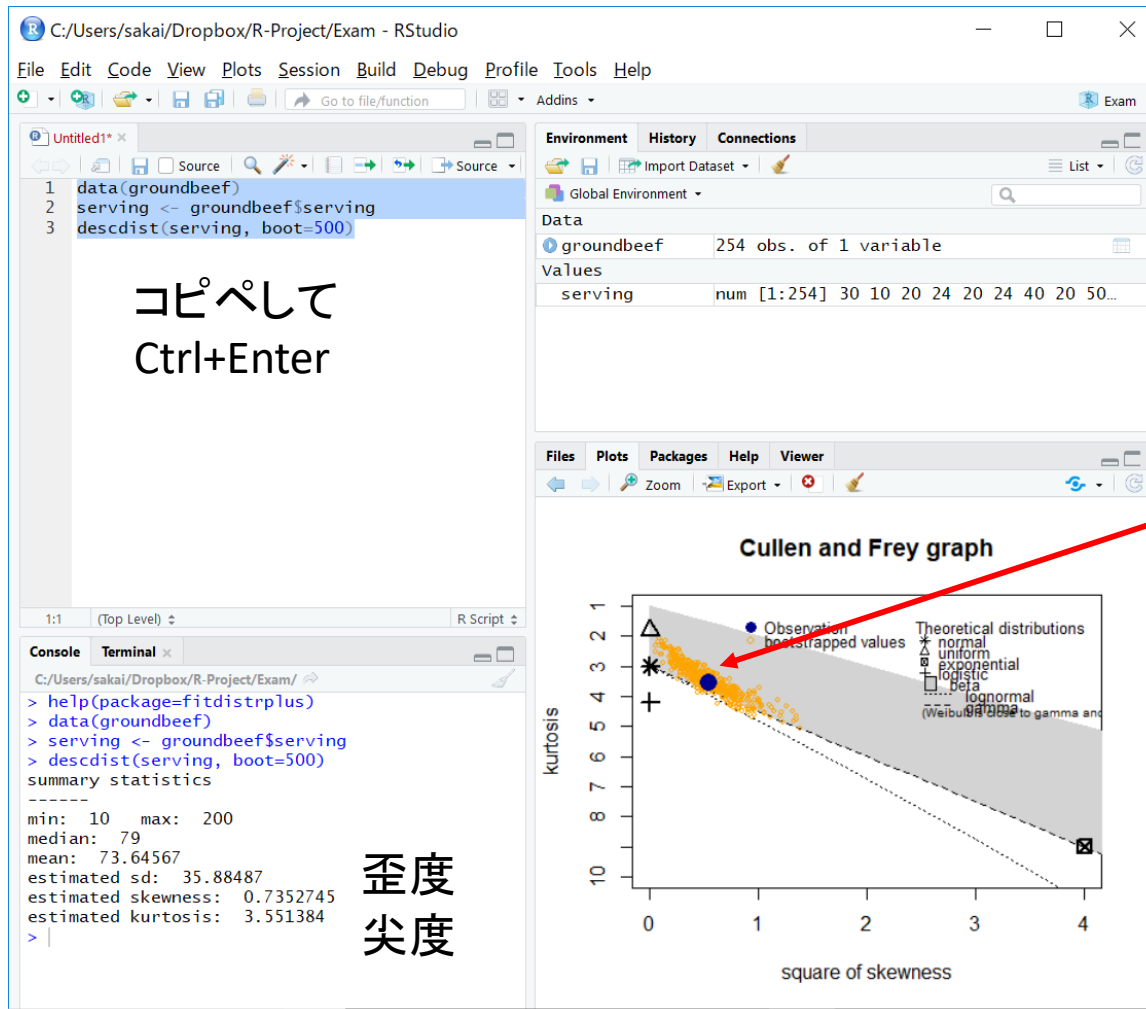 C:/Users/sakai/Dropbox/R-Project/Exam - RStudio
File Edit Code View Plots Session Build Debug Profile Tools Help
Go to file/function Addins Exam
Untitled1*
Source Source
1 data(groundbeef)
2 serving <- groundbeef$serving
3 descdist(serving, boot=500)
コピペして
Ctrl+Enter
1:1 (Top Level) R Script
Environment History Connections
Import Dataset List
Global Environment
Data
groundbeef 254 obs. of 1 variable
Values
serving num [1:254] 30 10 20 24 20 24 40 20 50…
Console Terminal
C:/Users/sakai/Dropbox/R-Project/Exam/
> help(package=fitdistrplus)
> data(groundbeef)
> serving <- groundbeef$serving
> descdist(serving, boot=500)
summary statistics
------
min: 10 max: 200
median: 79
mean: 73.64567
estimated sd: 35.88487
estimated skewness: 0.7352745
estimated kurtosis: 3.551384
>
歪度
尖度
Files Plots Packages Help Viewer
Zoom Export
Cullen and Frey graph
Observation
bootstrapped values
Theoretical distributions
normal
uniform
exponential
logistic
beta
lognormal
gamma
(Weibull is close to gamma and
kurtosis
1
2
3
4
5
6
7
8
10
0 1 2 3 4
square of skewness